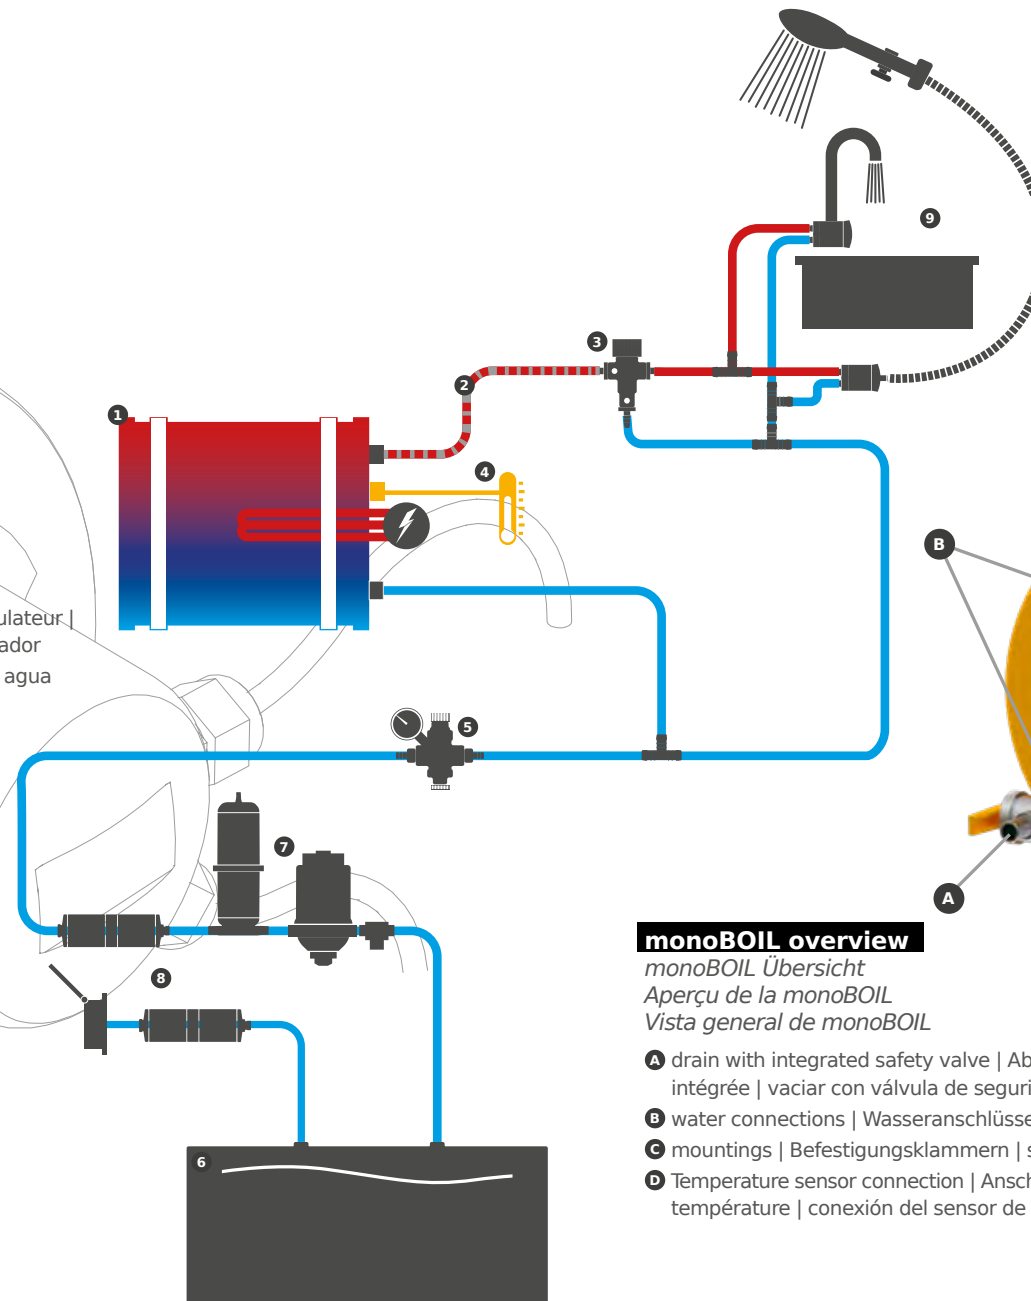 9
3
2
1
4
B
ulateur |
ador
agua
5
7
A
monoBOIL overview
monoBOIL Übersicht
Aperçu de la monoBOIL
Vista general de monoBOIL
8
A drain with integrated safety valve | Ab
intégrée | vaciar con válvula de seguri
B water connections | Wasseranschlüsse
C mountings | Befestigungsklammern | s
6
D Temperature sensor connection | Ansch
température | conexión del sensor de